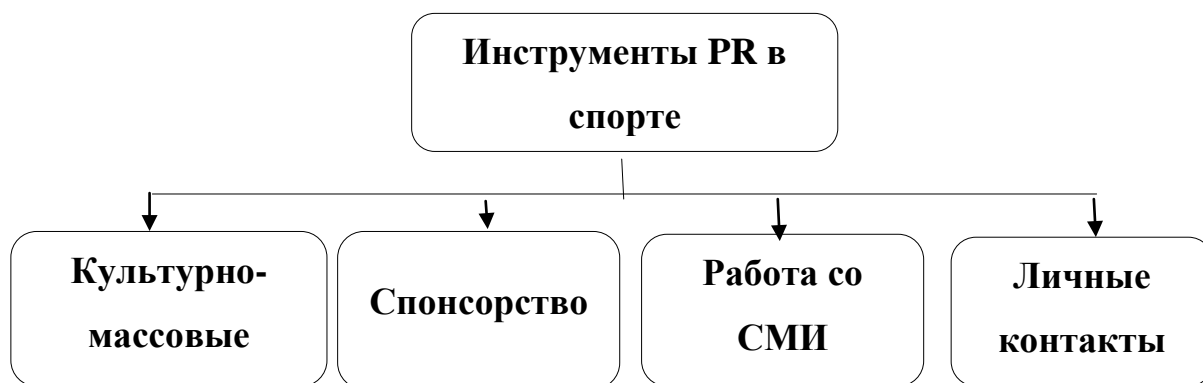 Инструменты PR в
спорте
Культурно-
массовые
Спонсорство
Работа со
СМИ
Личные
контакты